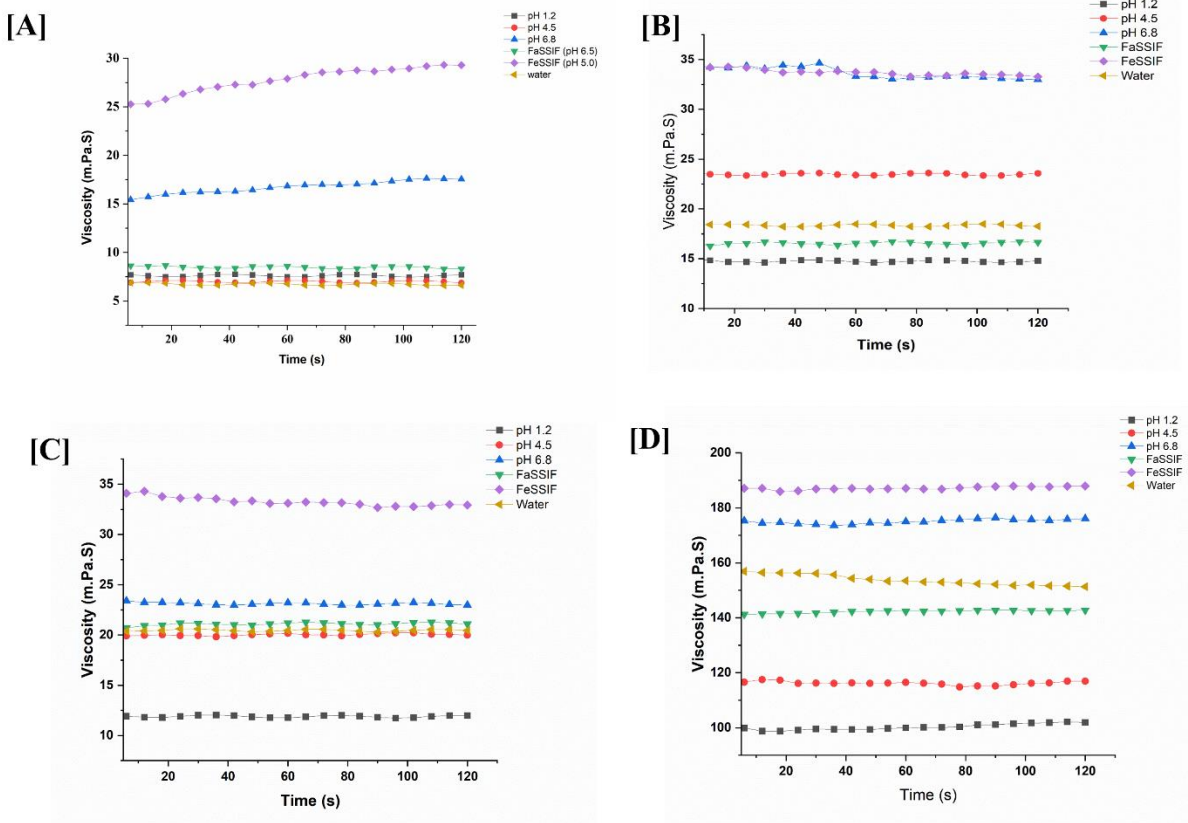 [A]
pH 1.2
pH 4.5
pH 6.8
FaSSIF (pH 6.5)
FeSSIF (pH 5.0)
water
Viscosity (m.Pa.S)
30
25
20
15
10
5
20 40 60 80 100 120
Time (s)
[B]
pH 1.2
pH 4.5
pH 6.8
FaSSIF
FeSSIF
Water
Viscosity (m.Pa.S)
35
30
25
20
15
10
20 40 60 80 100 120
Time (s)
[C]
pH 1.2
pH 4.5
pH 6.8
FaSSIF
FeSSIF
Water
Viscosity (m.Pa.S)
35
30
25
20
15
10
20 40 60 80 100 120
Time (s)
[D]
pH 1.2
pH 4.5
pH 6.8
FaSSIF
FeSSIF
Water
Viscosity (m.Pa.S)
200
180
160
140
120
100
20 40 60 80 100 120
Time (s)